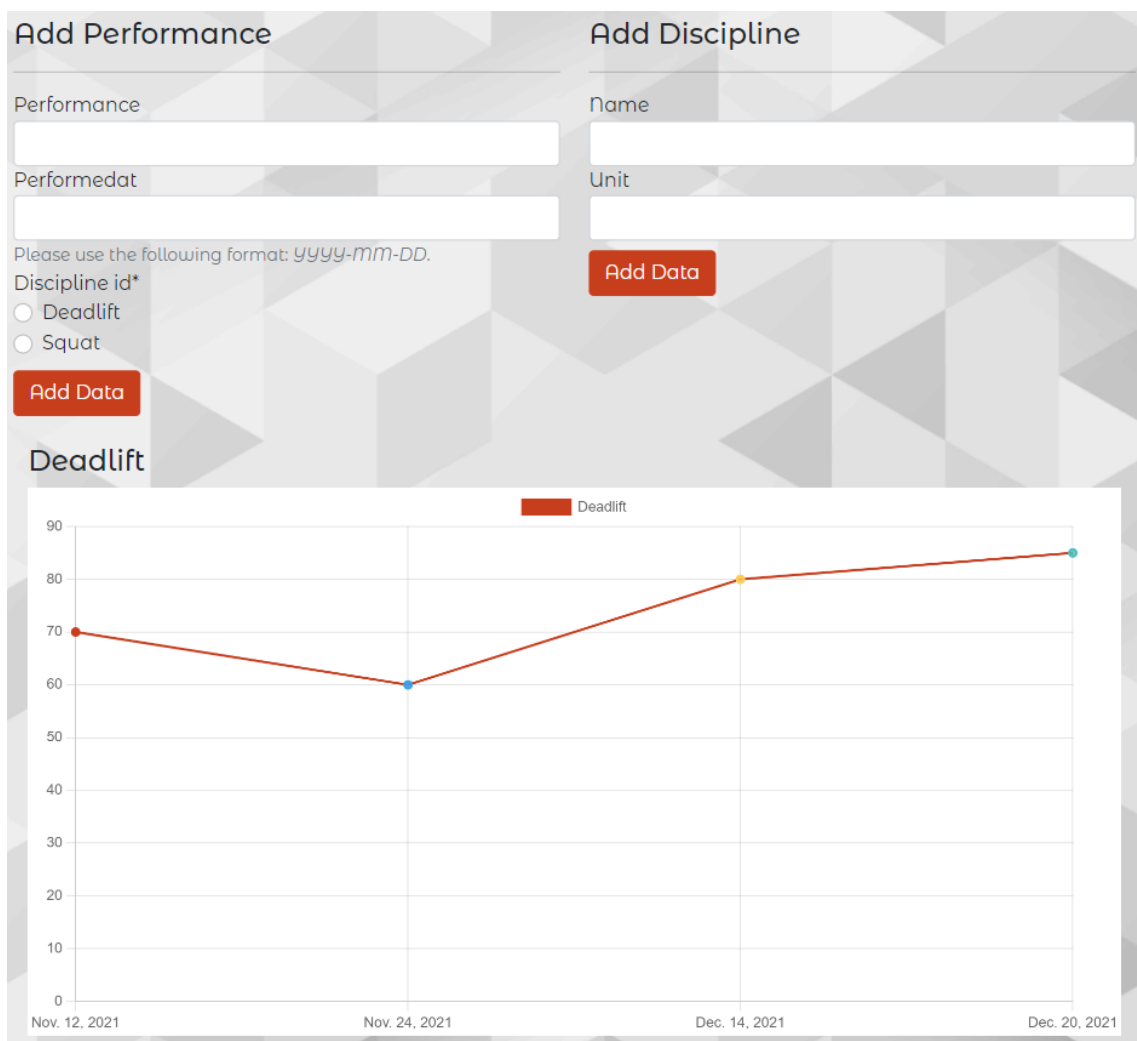 Add Performance
Performance
Performedat
Please use the following format: YYYY-MM-DD.
Discipline id*
Deadlift
Squat
Add Data
Add Discipline
Name
Unit
Add Data
Deadlift
Deadlift
90
80
70
60
50
40
30
20
10
0
Nov. 12, 2021 Nov. 24, 2021 Dec. 14, 2021 Dec. 20, 2021